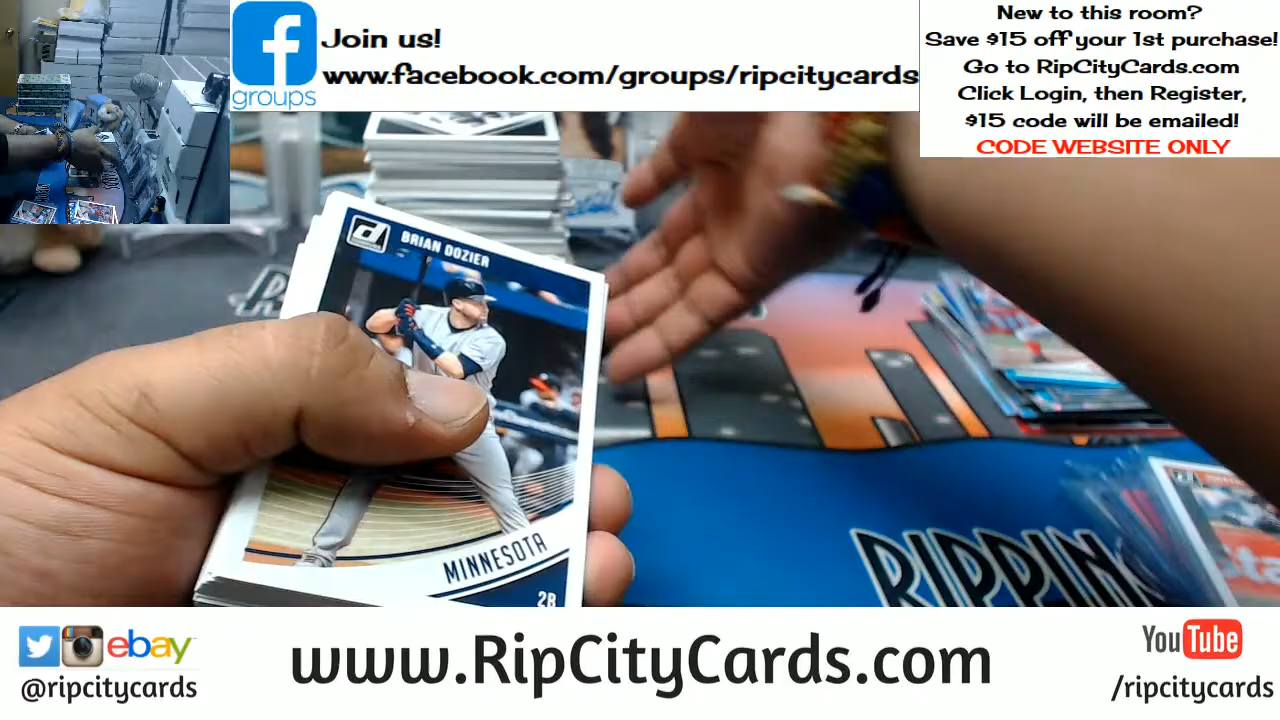 groups
Join us!
www.facebook.com/groups/ripcitycards
New to this room?
Save $15 off your 1st purchase!
Go to RipCityCards.com
Click Login, then Register,
$15 code will be emailed!
CODE WEBSITE ONLY
BRIAN DOZIER
MINNESOTA
2B
RIPPIN
ebay
@ripcitycards
www.RipCityCards.com
YouTube
/ripcitycards